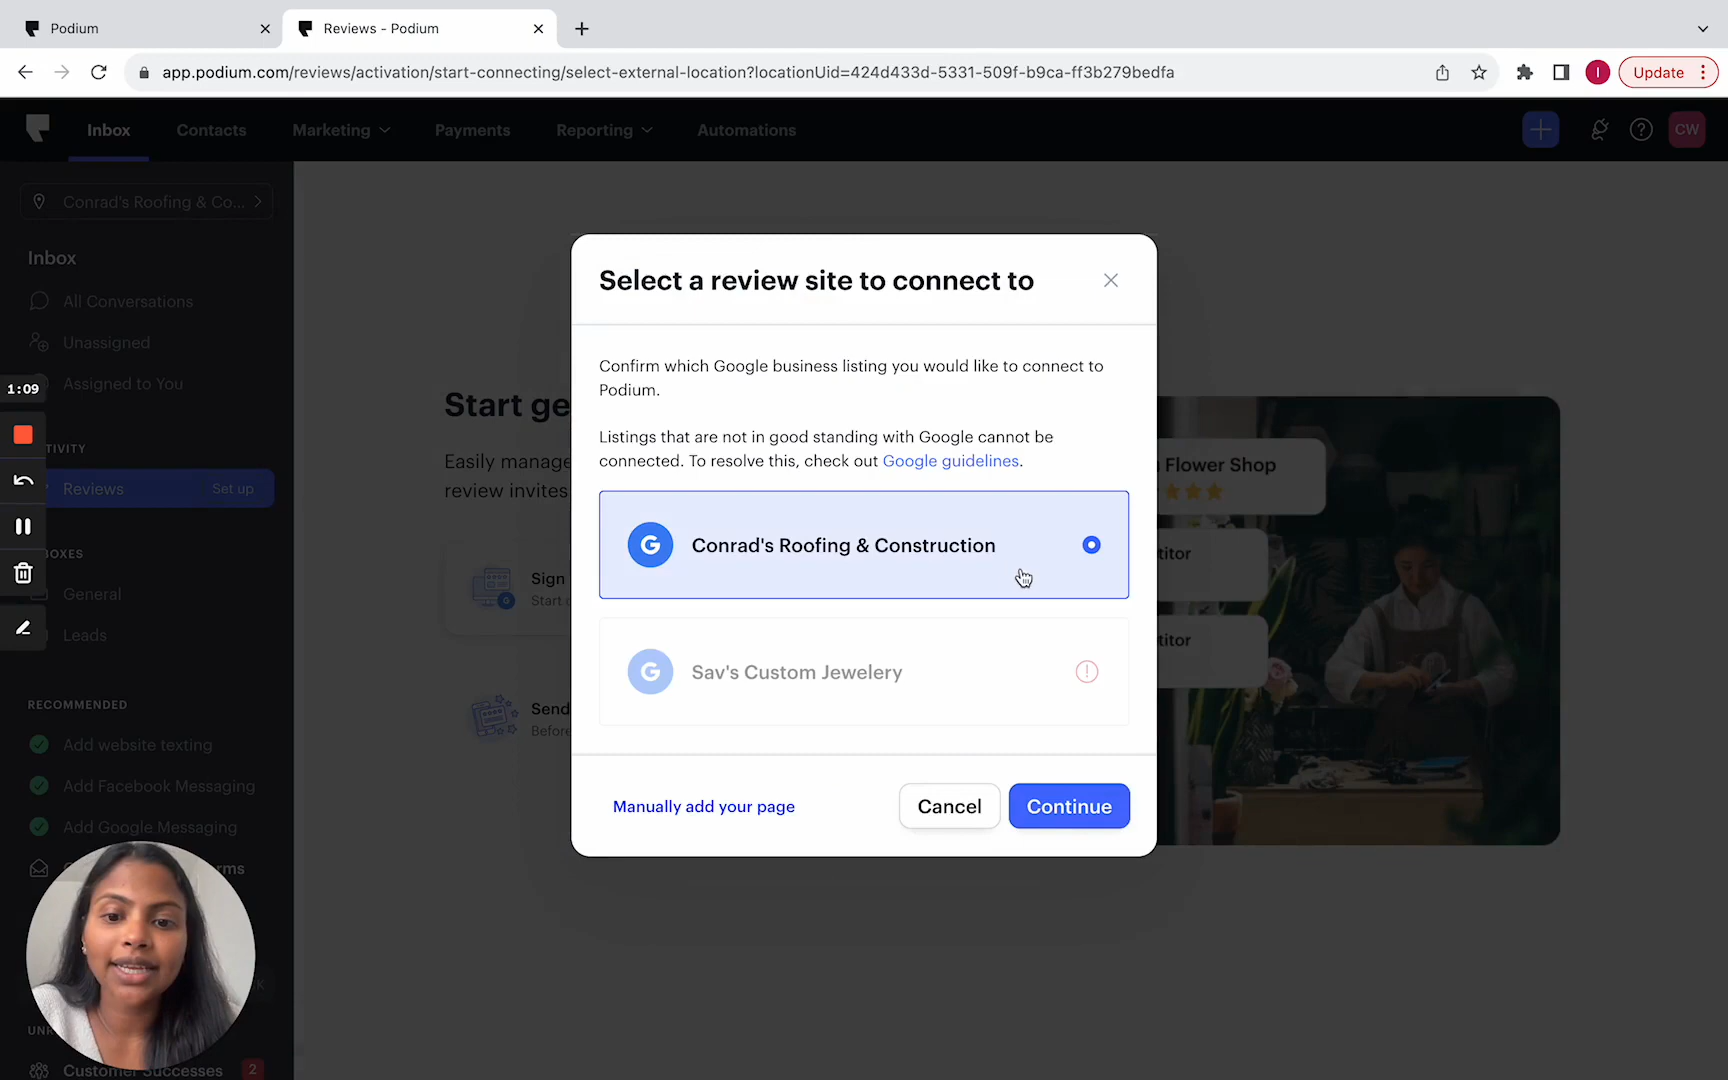 Podium
Reviews - Podium
app.podium.com/reviews/activation/start-connecting/select-external-location?locationUid=424d433d-5331-509f-b9ca-ff3b279bedfa
I
Update
Inbox
Contacts
Marketing
Payments
Reporting
Automations
CW
Conrad's Roofing & Co...
Inbox
All Conversations
Unassigned
Assigned to You
1:09
TIVITY
Reviews
Set up
BOXES
General
Leads
RECOMMENDED
Add website texting
Add Facebook Messaging
Add Google Messaging
rms
UNR
Customer Successes
2
Start ge
Easily manage
review invites
Sign
Start
Send
Before
Flower Shop
titor
titor
Select a review site to connect to
Confirm which Google business listing you would like to connect to
Podium.
Listings that are not in good standing with Google cannot be
connected. To resolve this, check out Google guidelines.
G
Conrad's Roofing & Construction
G
Sav's Custom Jewelery
Manually add your page
Cancel
Continue